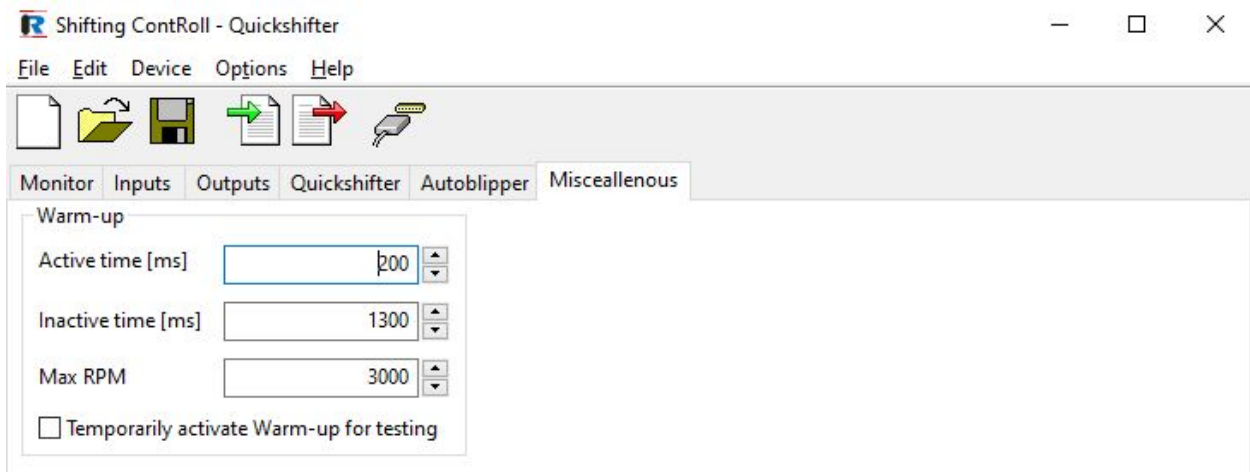 Shifting ContRoll - Quickshifter
File Edit Device Options Help
Monitor Inputs Outputs Quickshifter Autoblipper Misceallenous
Warm-up
Active time [ms] 200
Inactive time [ms] 1300
Max RPM 3000
Temporarily activate Warm-up for testing